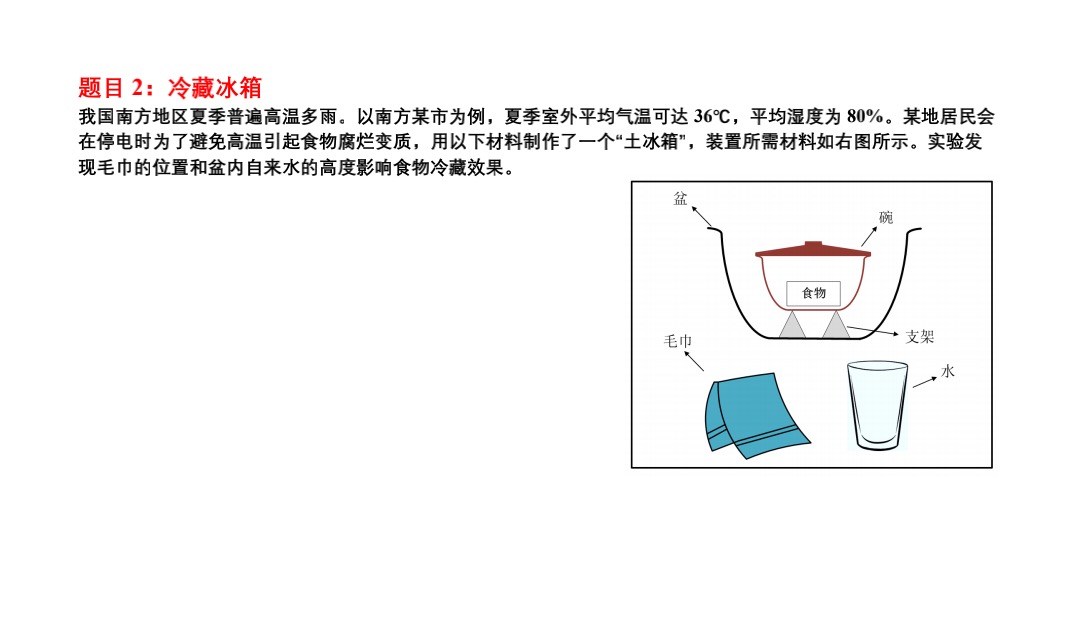 题目 2：冷藏冰箱
我国南方地区夏季普遍高温多雨。以南方某市为例，夏季室外平均气温可达 36℃，平均湿度为 80%。某地居民会
在停电时为了避免高温引起食物腐烂变质，用以下材料制作了一个“土冰箱”，装置所需材料如右图所示。实验发
现毛巾的位置和盆内自来水的高度影响食物冷藏效果。
盆
碗
食物
支架
毛巾
水